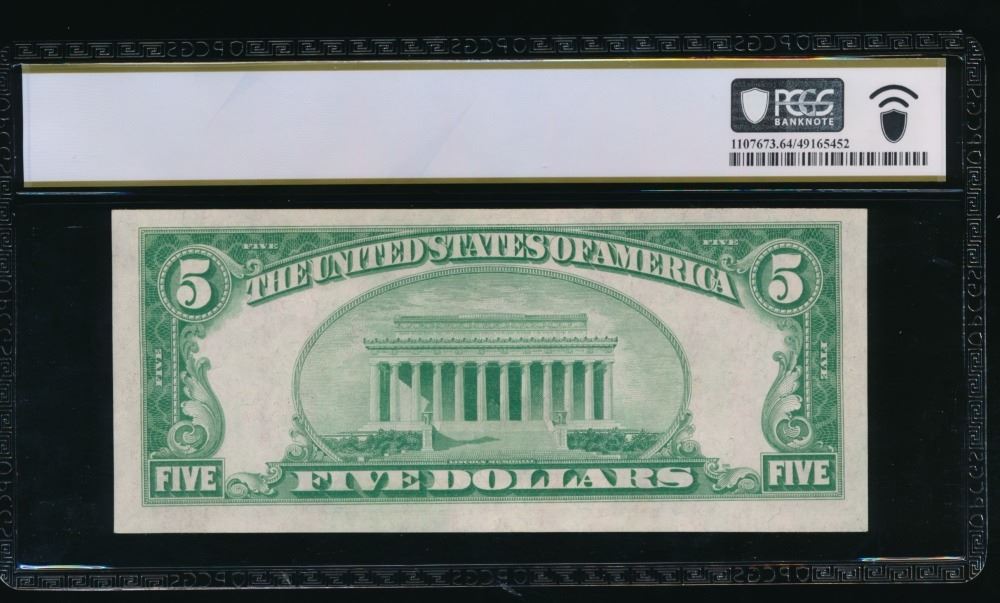 PCGS
BANKNOTE
1107673.64/49165452
FIVE FIVE
THE UNITED STATES OF AMERICA
5 5
FIVE FIVE
LINCOLN MEMORIAL
FIVE FIVE DOLLARS FIVE